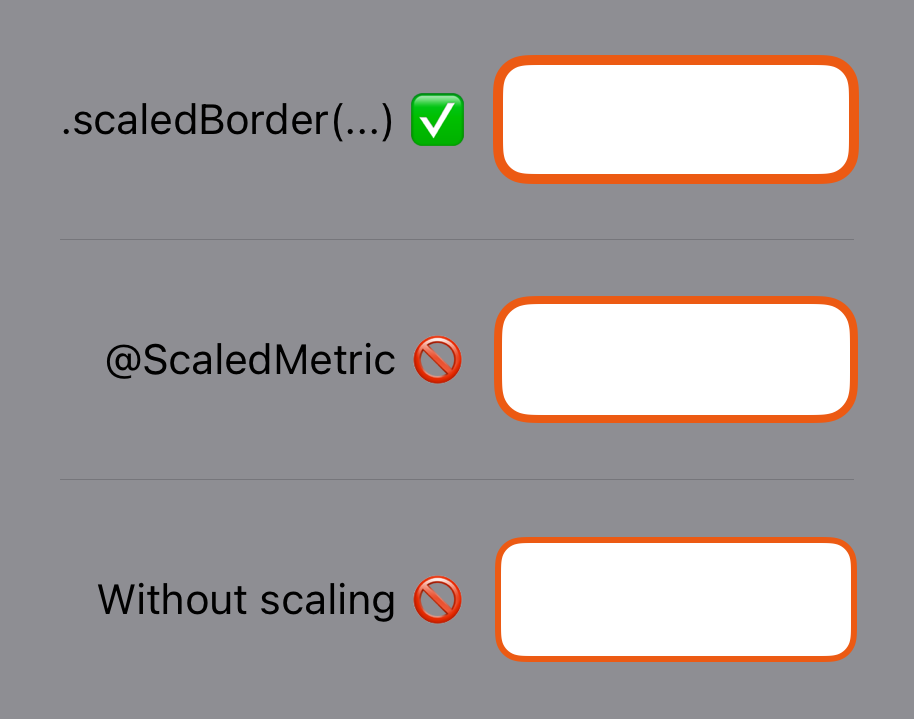 .scaledBorder(...) ✅
@ScaledMetric 🚫
Without scaling 🚫